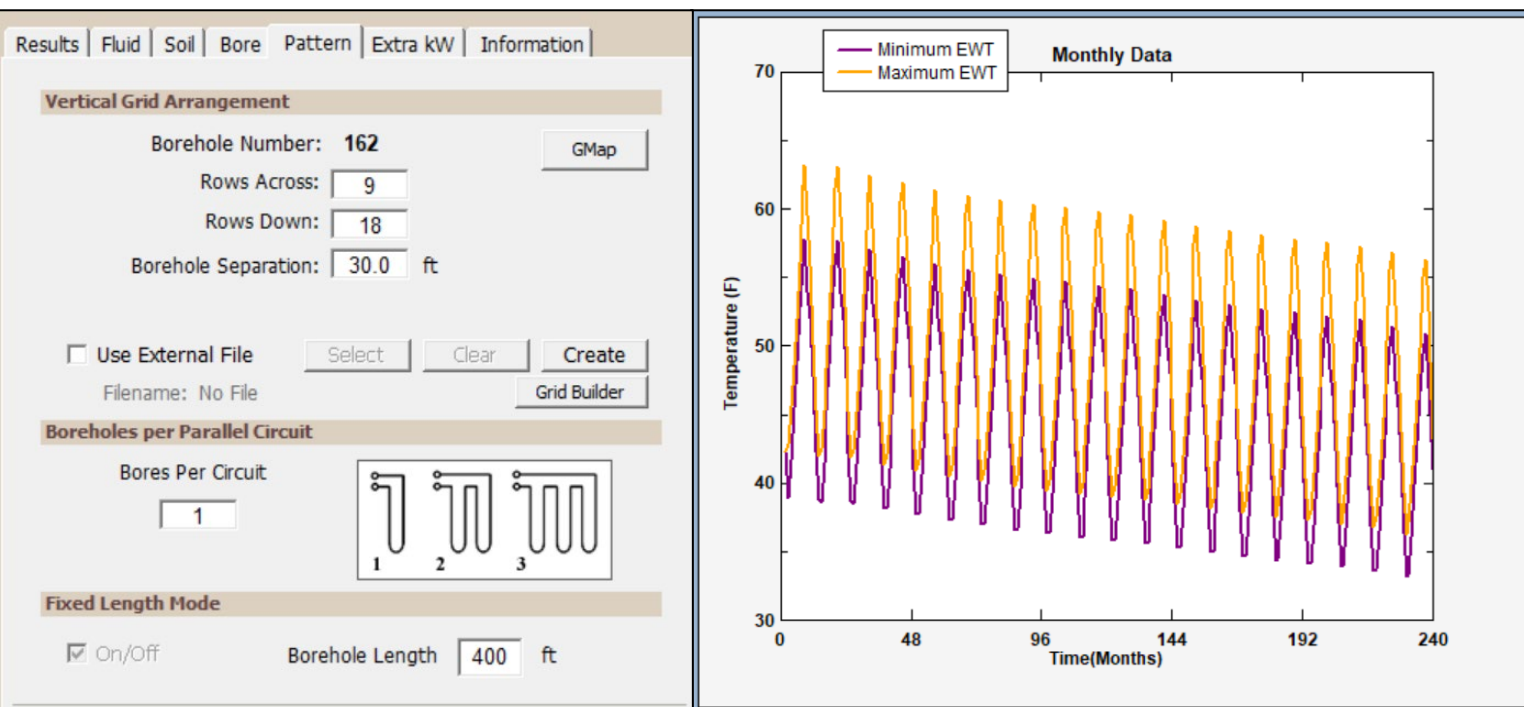 Results Fluid Soil Bore Pattern Extra kW Information
Vertical Grid Arrangement
Borehole Number: 162
GMap
Rows Across: 9
Rows Down: 18
Borehole Separation: 30.0 ft
Use External File Select Clear Create
Filename: No File
Grid Builder
Boreholes per Parallel Circuit
Bores Per Circuit
1
1 2 3
Fixed Length Mode
On/Off Borehole Length 400 ft
Minimum EWT
Maximum EWT
Monthly Data
70
60
50
40
30
Temperature (F)
0 48 96 144 192 240
Time(Months)